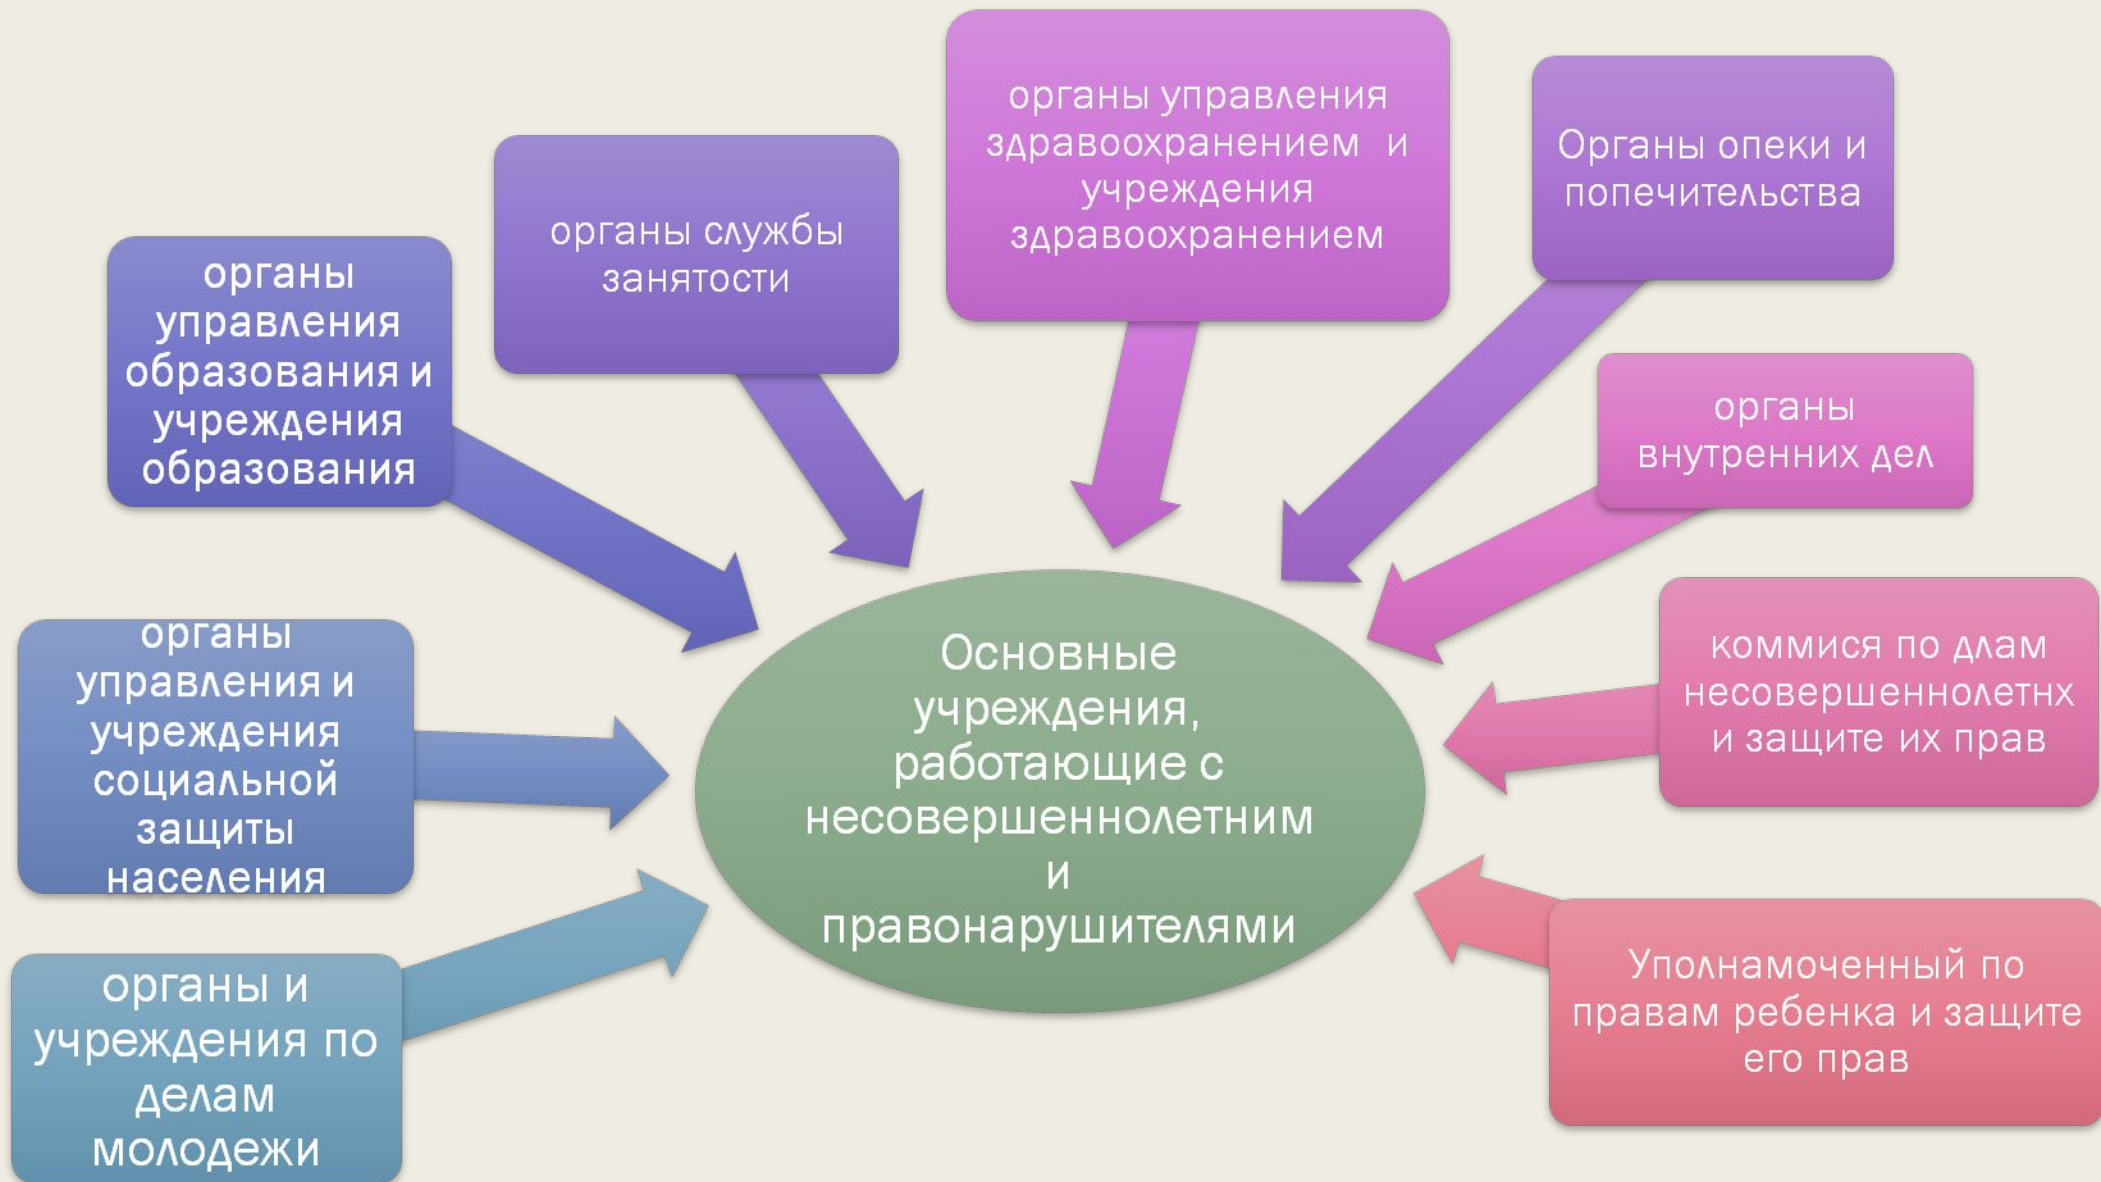 органы управления
здравоохранением и
учреждения
здравоохранением
Органы опеки и
попечительства
органы службы
занятости
органы
управления
образования и
учреждения
образования
органы
внутренних дел
органы
управления и
учреждения
социальной
защиты
населения
Основные
учреждения,
работающие с
несовершеннолетним
и
правонарушителями
коммися по длам
несовершеннолетнх
и защите их прав
органы и
учреждения по
делам
молодежи
Уполнамоченный по
правам ребенка и защите
его прав